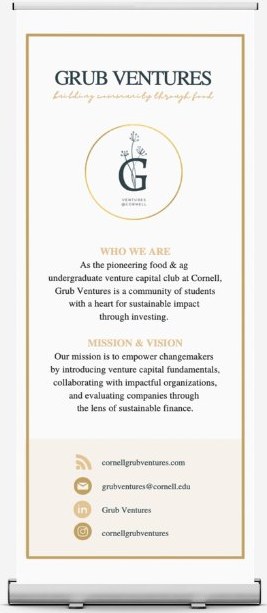 GRUB VENTURES
building community through food
G
VENTURES
@CORNELL
WHO WE ARE
As the pioneering food & ag
undergraduate venture capital club at Cornell,
Grub Ventures is a community of students
with a heart for sustainable impact
through investing.
MISSION & VISION
Our mission is to empower changemakers
by introducing venture capital fundamentals,
collaborating with impactful organizations,
and evaluating companies through
the lens of sustainable finance.
cornellgrubventures.com
grubventures@cornell.edu
in
Grub Ventures
cornellgrubventures